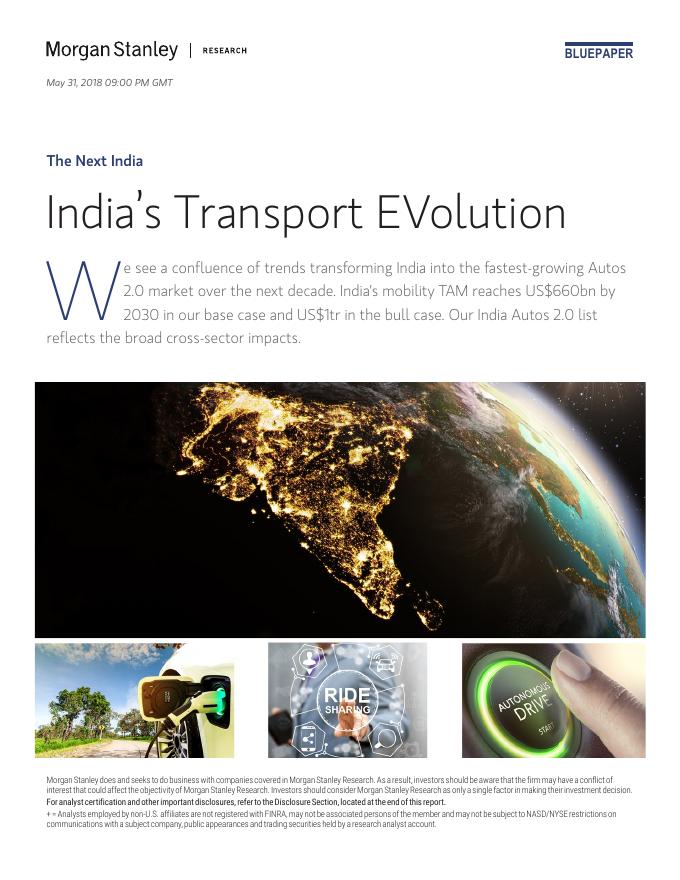 Morgan Stanley | RESEARCH
BLUEPAPER
May 31, 2018 09:00 PM GMT
The Next India
India's Transport EVolution
We see a confluence of trends transforming India into the fastest-growing Autos
2.0 market over the next decade. India's mobility TAM reaches US$660bn by
2030 in our base case and US$1tr in the bull case. Our India Autos 2.0 list
reflects the broad cross-sector impacts.
RIDE
SHARING
AUTONOMOUS
DRIVE
START
Morgan Stanley does and seeks to do business with companies covered in Morgan Stanley Research. As a result, investors should be aware that the firm may have a conflict of
interest that could affect the objectivity of Morgan Stanley Research. Investors should consider Morgan Stanley Research as only a single factor in making their investment decision.
For analyst certification and other important disclosures, refer to the Disclosure Section, located at the end of this report.
+ = Analysts employed by non-U.S. affiliates are not registered with FINRA, may not be associated persons of the member and may not be subject to NASD/NYSE restrictions on
communications with a subject company, public appearances and trading securities held by a research analyst account.